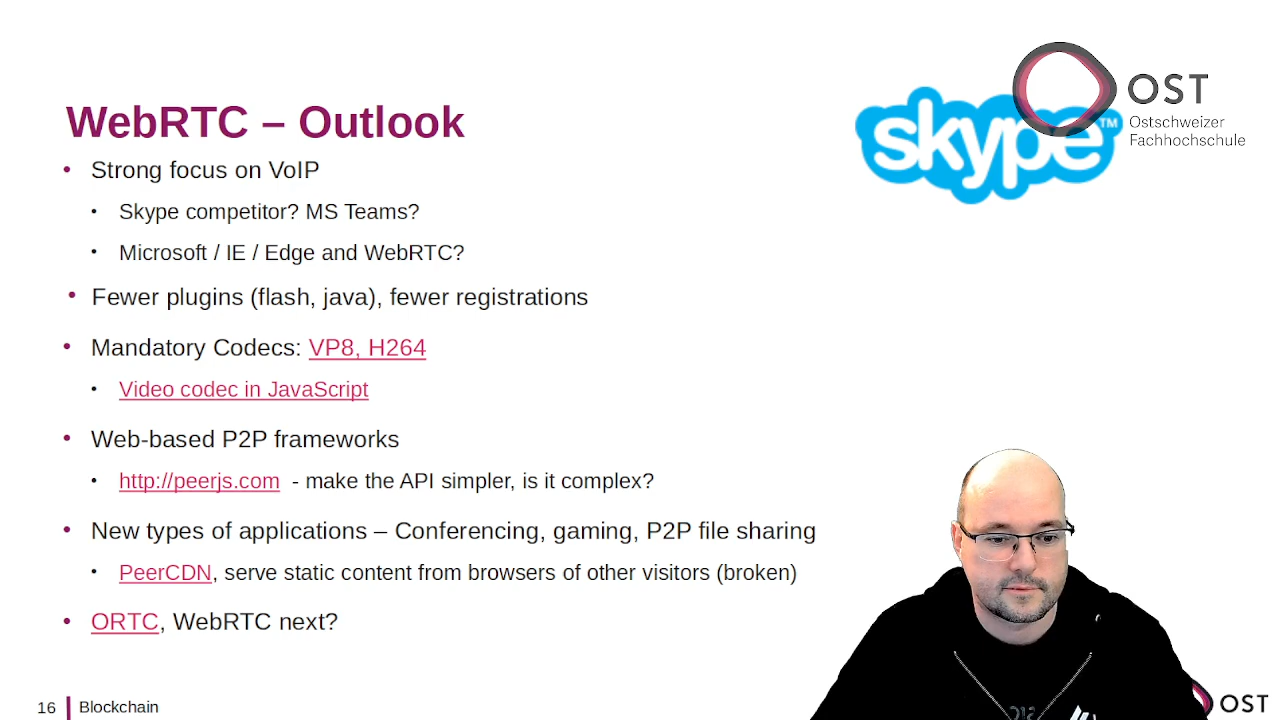 WebRTC – Outlook
skype™
OST
Ostschweizer
Fachhochschule
• Strong focus on VoIP
• Skype competitor? MS Teams?
• Microsoft / IE / Edge and WebRTC?
• Fewer plugins (flash, java), fewer registrations
• Mandatory Codecs: VP8, H264
• Video codec in JavaScript
• Web-based P2P frameworks
• http://peerjs.com - make the API simpler, is it complex?
• New types of applications – Conferencing, gaming, P2P file sharing
• PeerCDN, serve static content from browsers of other visitors (broken)
• ORTC, WebRTC next?
16 Blockchain
OST